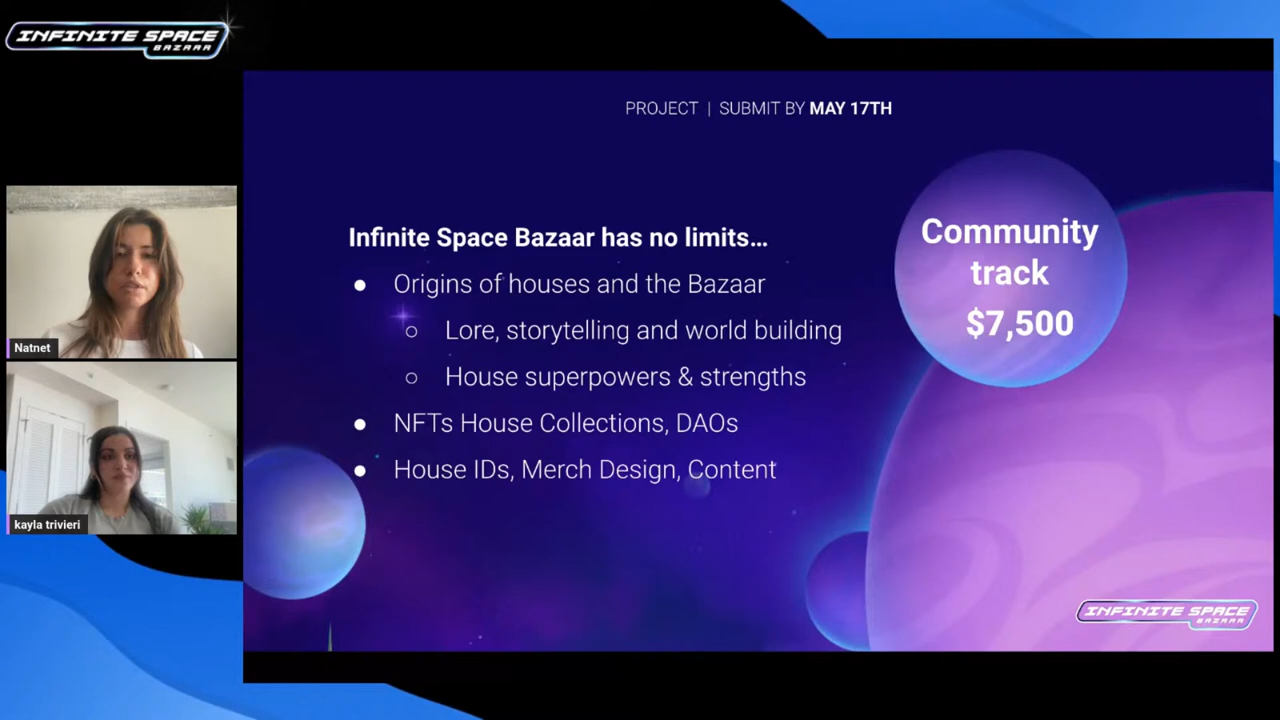 INFINITE SPACE
BAZAAR
PROJECT | SUBMIT BY MAY 17TH
Infinite Space Bazaar has no limits...
● Origins of houses and the Bazaar
○ Lore, storytelling and world building
○ House superpowers & strengths
● NFTs House Collections, DAOs
● House IDs, Merch Design, Content
Community
track
$7,500
Natnet
kayla trivieri
INFINITE SPACE
BAZAAR